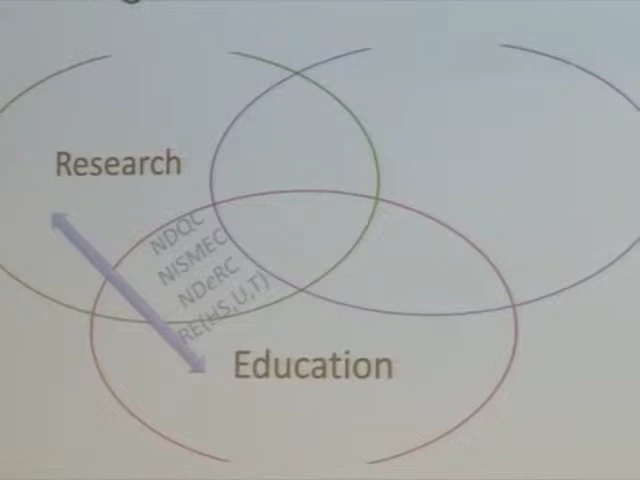 Research
NDQC
NISMEC
NDeRC
RE(HS,U,T)
Education